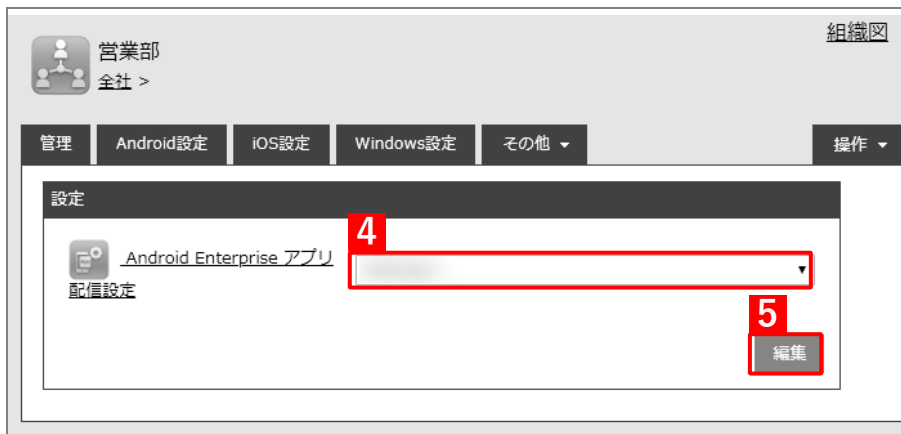 組織図
営業部
全社 >
管理
Android設定
iOS設定
Windows設定
その他 ▼
操作 ▼
設定
4
Android Enterprise アプリ
配信設定
5
編集